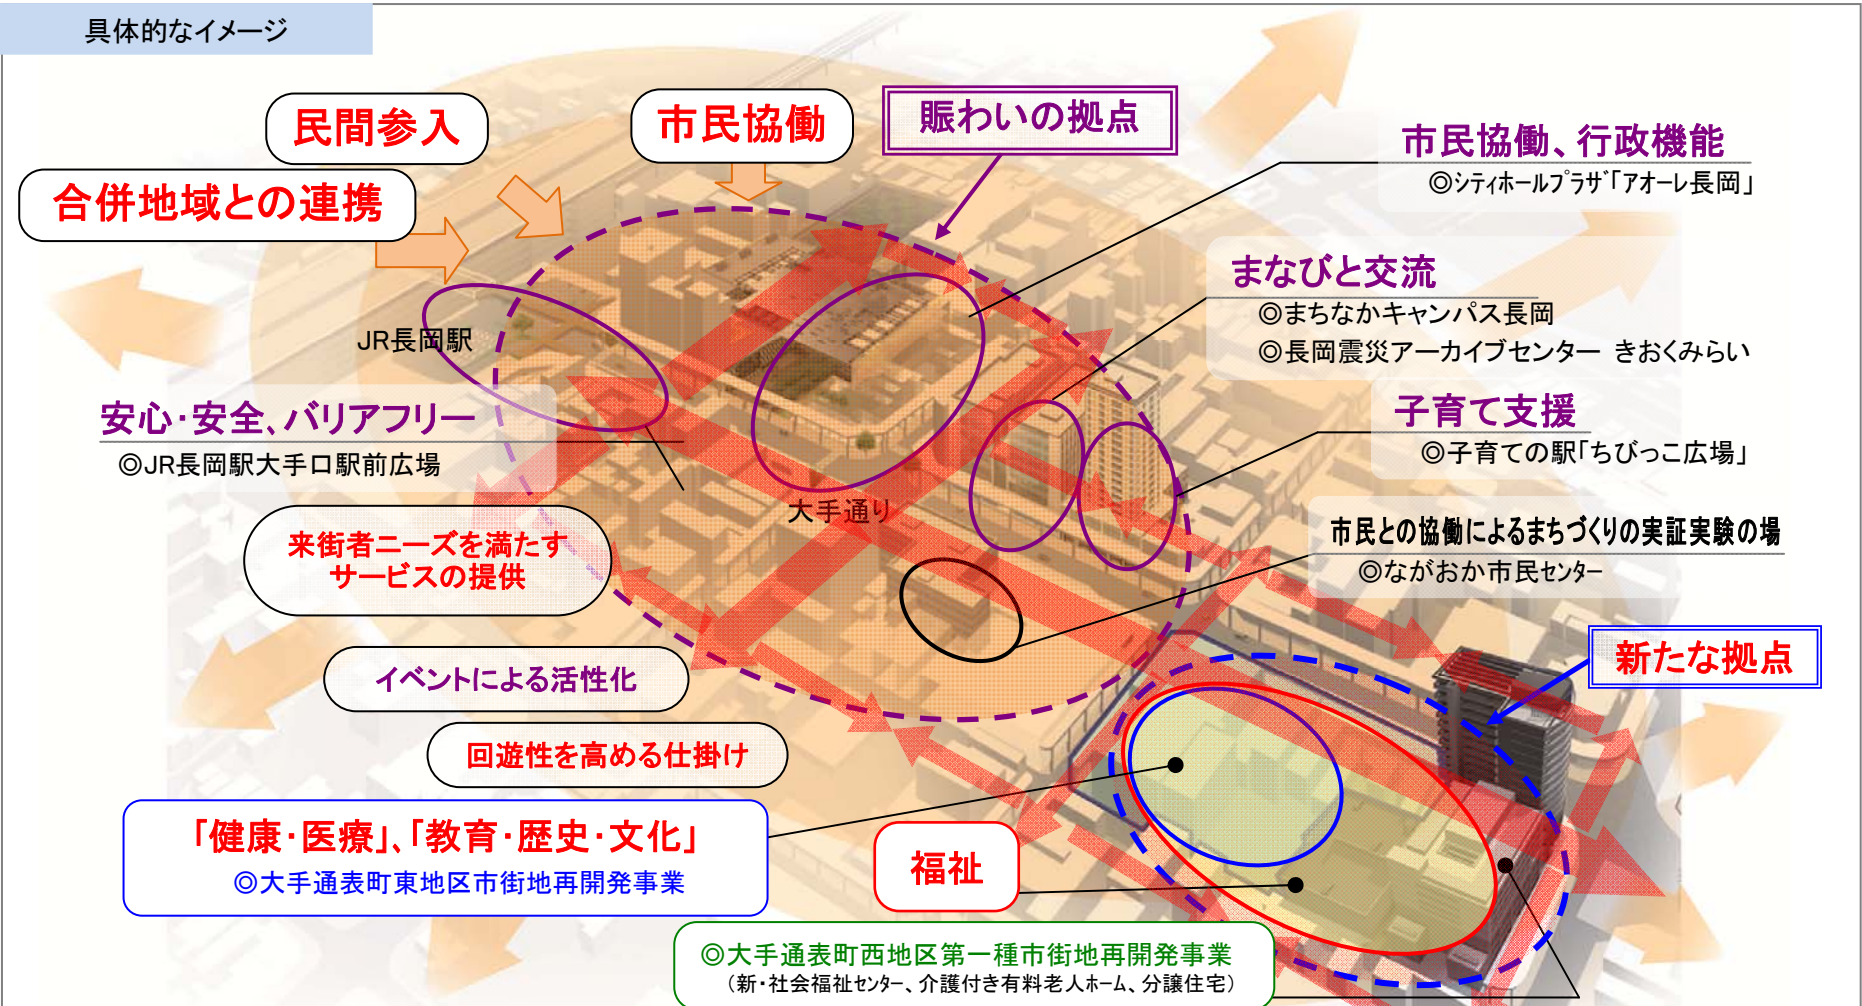 具体的なイメージ
民間参入
市民協働
賑わいの拠点
合併地域との連携
市民協働、行政機能
◎シティホールプラザ「アオーレ長岡」
まなびと交流
◎まちなかキャンパス長岡
◎長岡震災アーカイブセンター きおくみらい
JR長岡駅
安心・安全、バリアフリー
◎JR長岡駅大手口駅前広場
子育て支援
◎子育ての駅「ちびっこ広場」
大手通り
市民との協働によるまちづくりの実証実験の場
◎ながおか市民センター
来街者ニーズを満たす
サービスの提供
新たな拠点
イベントによる活性化
回遊性を高める仕掛け
「健康・医療」、「教育・歴史・文化」
◎大手通表町東地区市街地再開発事業
福祉
◎大手通表町西地区第一種市街地再開発事業
（新・社会福祉センター、介護付き有料老人ホーム、分譲住宅）